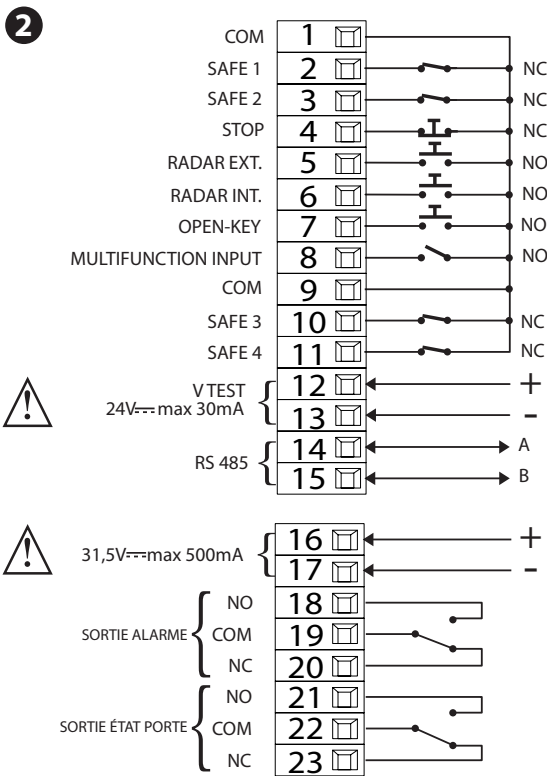 2
COM 1
SAFE 1 2 NC
SAFE 2 3 NC
STOP 4 NC
RADAR EXT. 5 NO
RADAR INT. 6 NO
OPEN-KEY 7 NO
MULTIFUNCTION INPUT 8 NO
COM 9
SAFE 3 10 NC
SAFE 4 11 NC
V TEST 12 +
24V⎓max 30mA 13 -
RS 485 14 A
15 B
31,5V⎓max 500mA 16 +
17 -
NO 18
SORTIE ALARME COM 19
NC 20
NO 21
SORTIE ÉTAT PORTE COM 22
NC 23